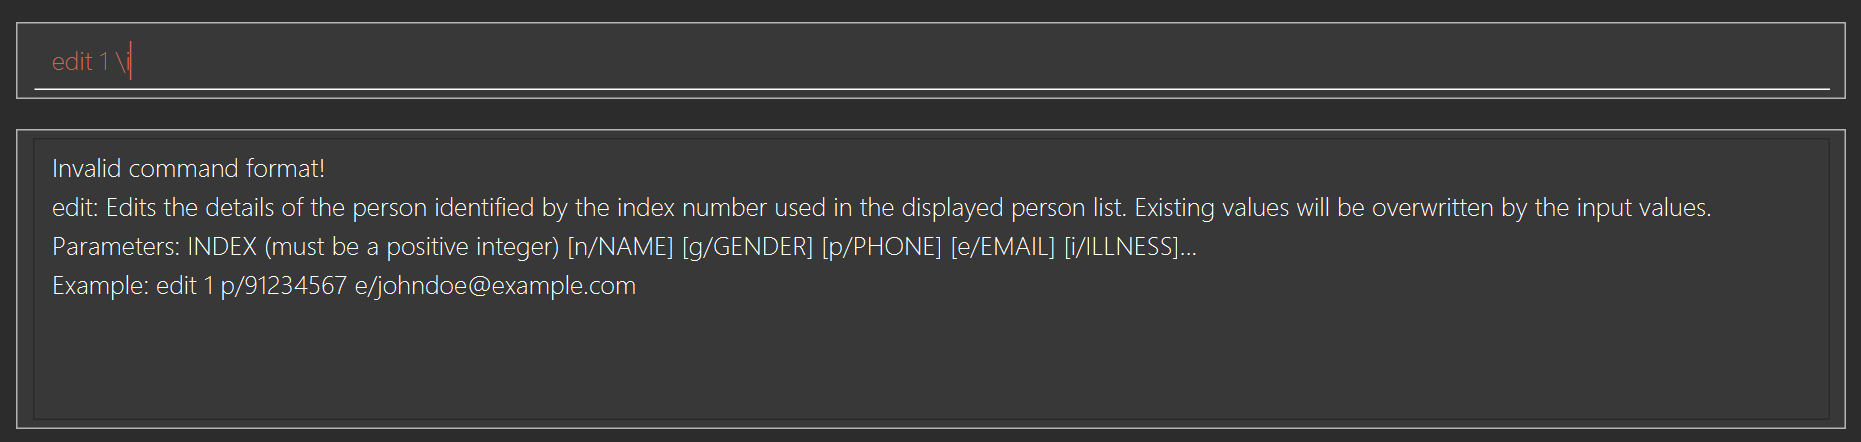 edit 1 \i
Invalid command format!
edit: Edits the details of the person identified by the index number used in the displayed person list. Existing values will be overwritten by the input values.
Parameters: INDEX (must be a positive integer) [n/NAME] [g/GENDER] [p/PHONE] [e/EMAIL] [i/ILLNESS]...
Example: edit 1 p/91234567 e/johndoe@example.com